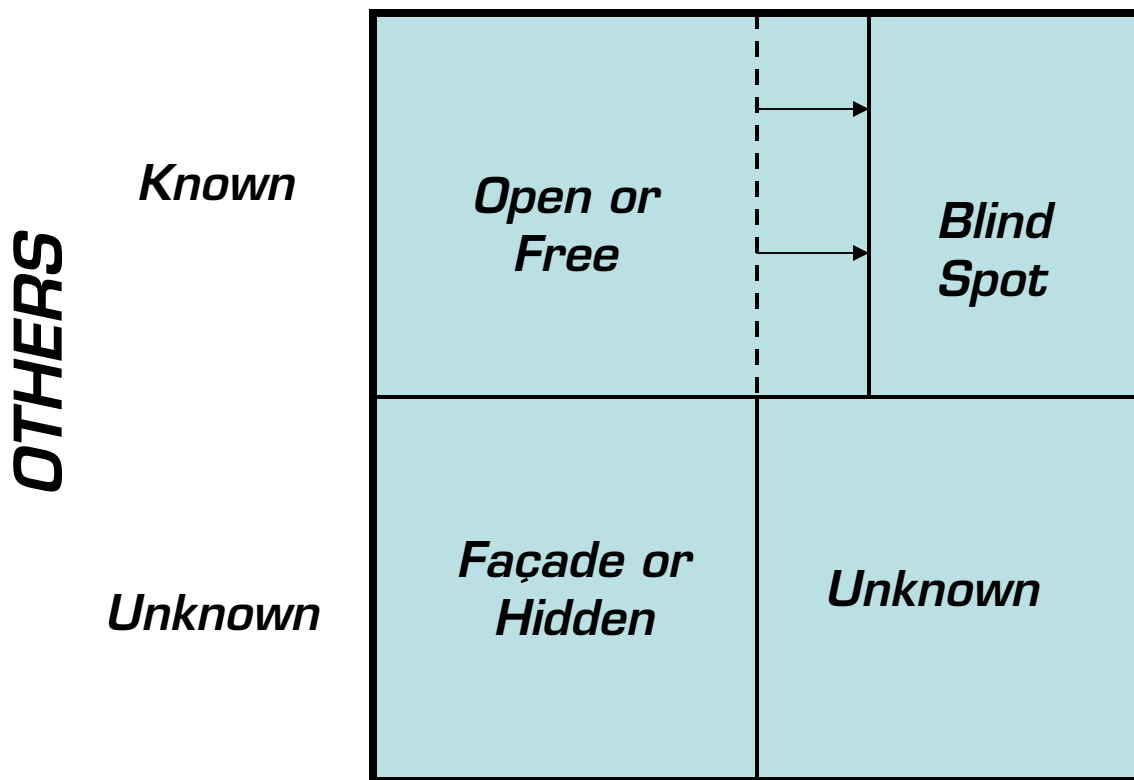 OTHERS
Known
Open or
Free
Blind
Spot
Unknown
Façade or
Hidden
Unknown